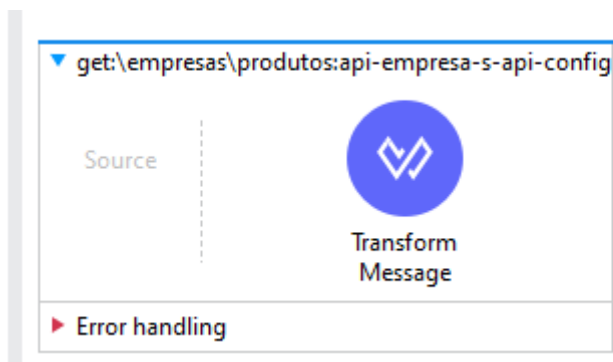 get:\empresas\produtos:api-empresa-s-api-config
Source
Transform
Message
Error handling